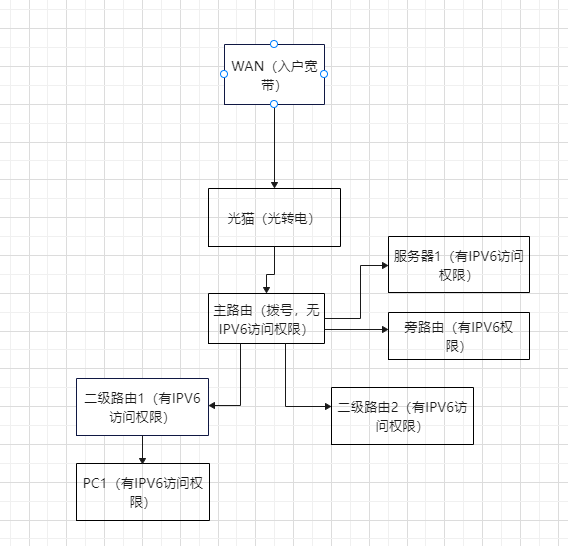 WAN（入户宽
带）
光猫（光转电）
主路由（拨号，无
IPV6访问权限）
服务器1（有IPV6访问
权限）
旁路由（有IPV6权
限）
二级路由1（有IPV6
访问权限）
二级路由2（有IPV6访
问权限）
PC1（有IPV6访问权
限）